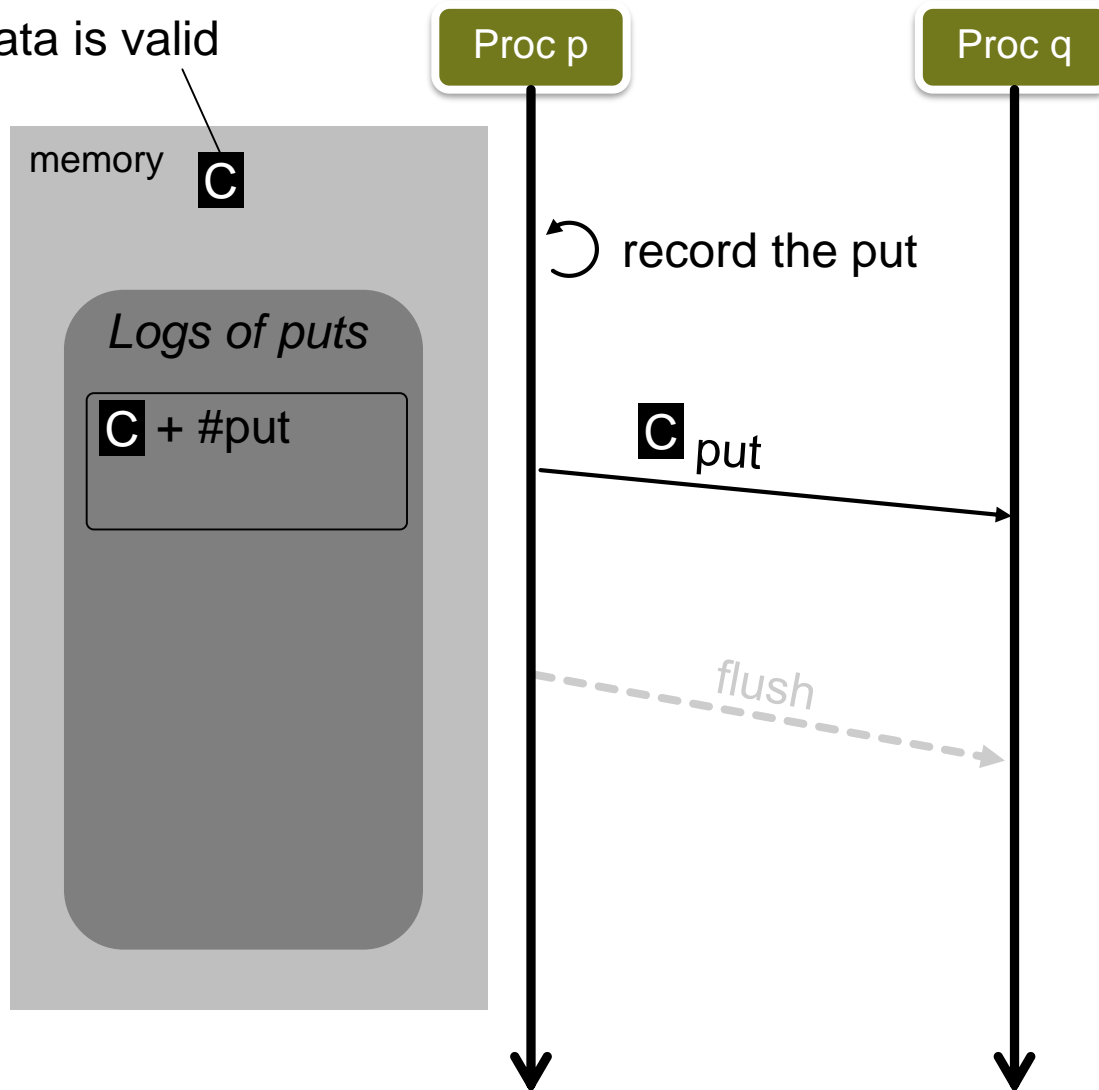 ata is valid
Proc p
Proc q
memory
C
record the put
Logs of puts
C + #put
C put
flush